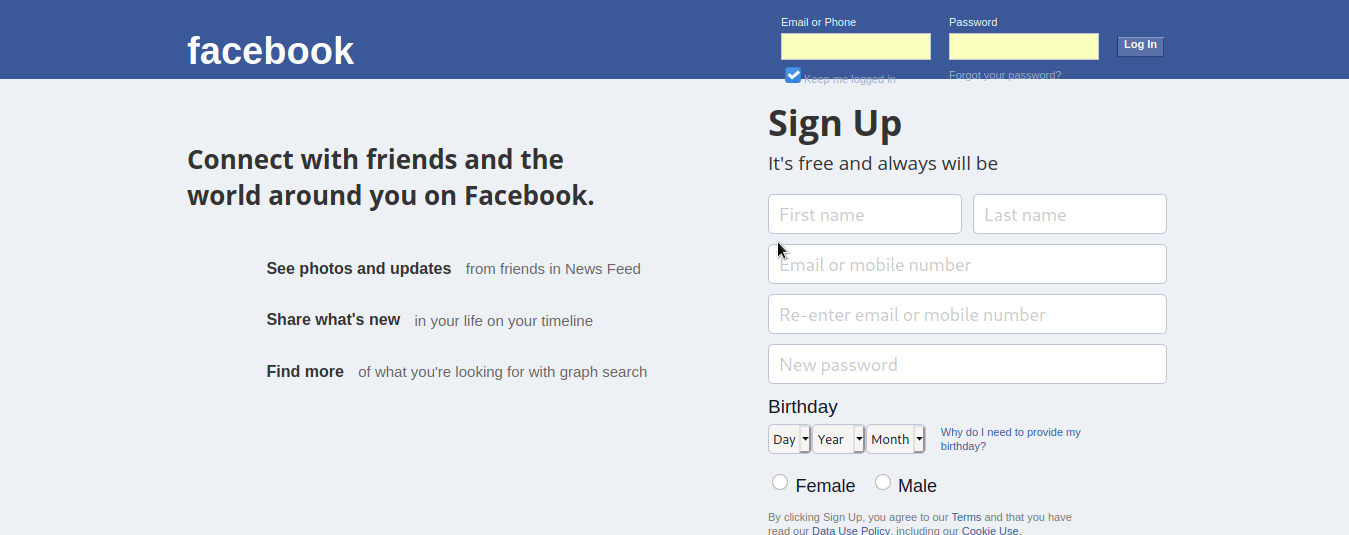 facebook
Email or Phone
Password
Log In
Keep me logged in
Forgot your password?
Connect with friends and the
world around you on Facebook.
See photos and updates from friends in News Feed
Share what's new in your life on your timeline
Find more of what you're looking for with graph search
Sign Up
It's free and always will be
First name
Last name
Email or mobile number
Re-enter email or mobile number
New password
Birthday
Day Year Month
Why do I need to provide my
birthday?
Female Male
By clicking Sign Up, you agree to our Terms and that you have
read our Data Use Policy, including our Cookie Use.